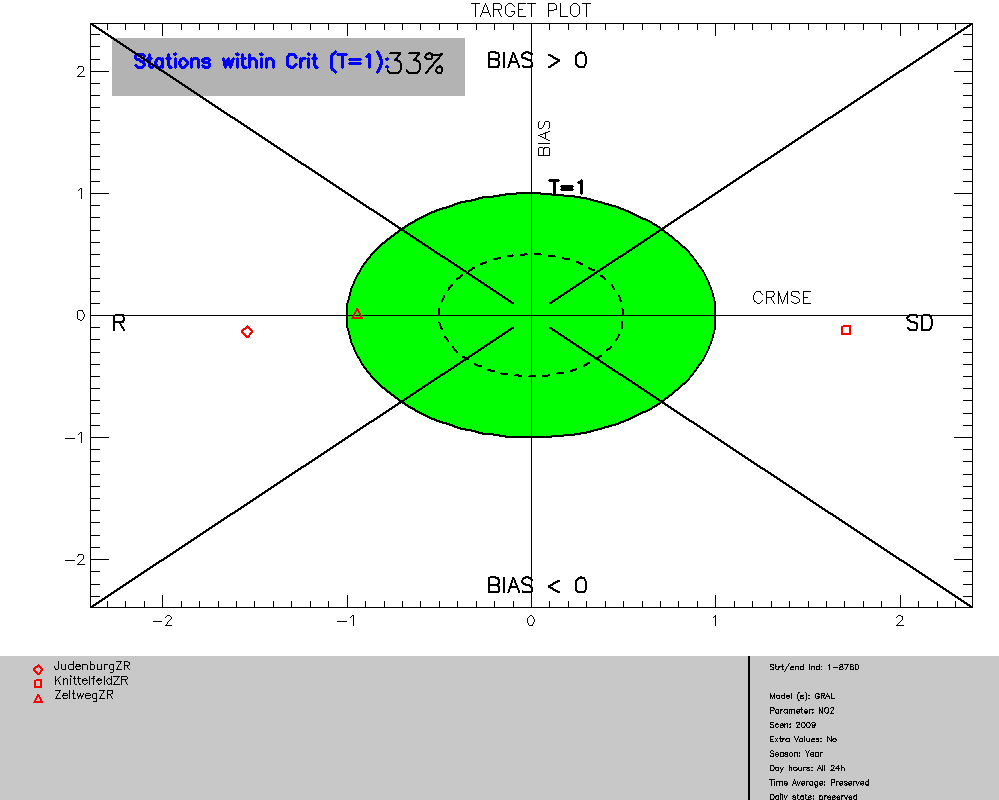 TARGET PLOT
Stations within Crit (T=1):33%
BIAS > 0
BIAS
T=1
CRMSE
R
SD
BIAS < 0
2
1
0
−1
−2
−2
−1
0
1
2
JudenburgZR
KnittelfeldZR
ZeltwegZR
Strt/end Ind: 1-8760
Model (s): GRAL
Parameter: NO2
Scen: 2009
Extra Values: No
Season: Year
Day hours: All 24h
Time Average: Preserved
Daily state: preserved